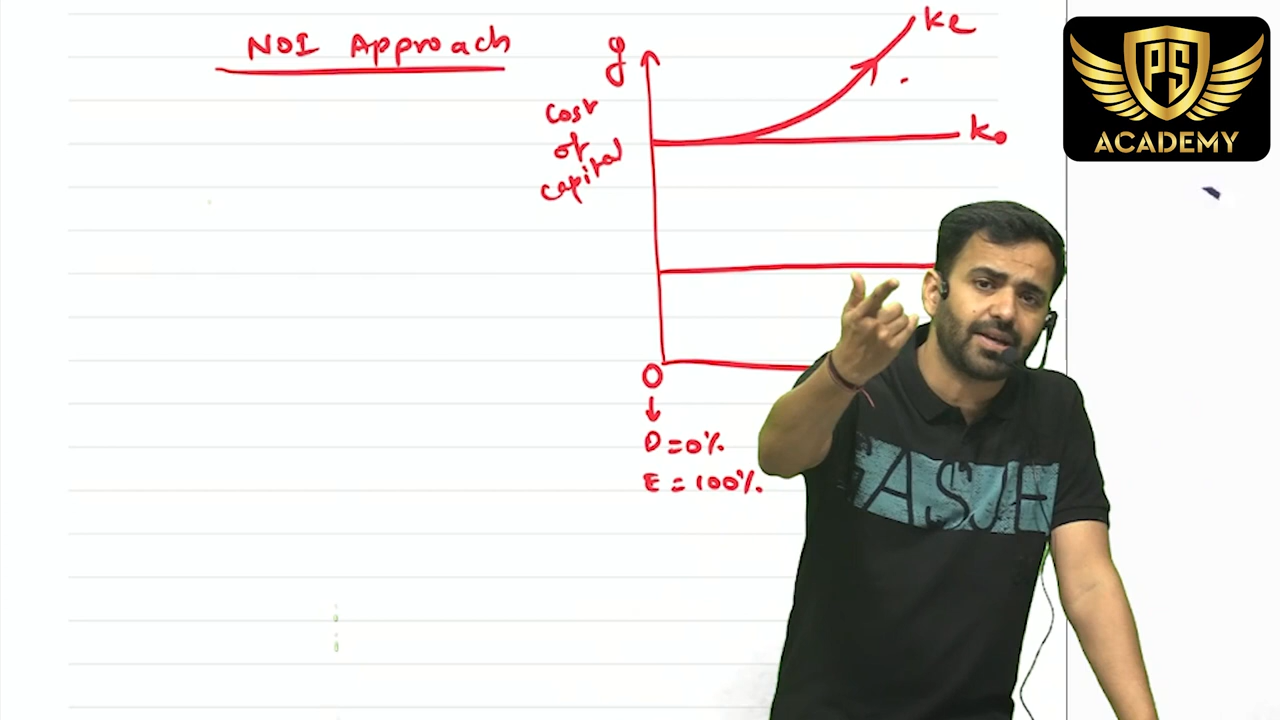 NOI Approach
y
Cost
of
capital
ke
ko
O
D = 0%
E = 100%.
PS
ACADEMY